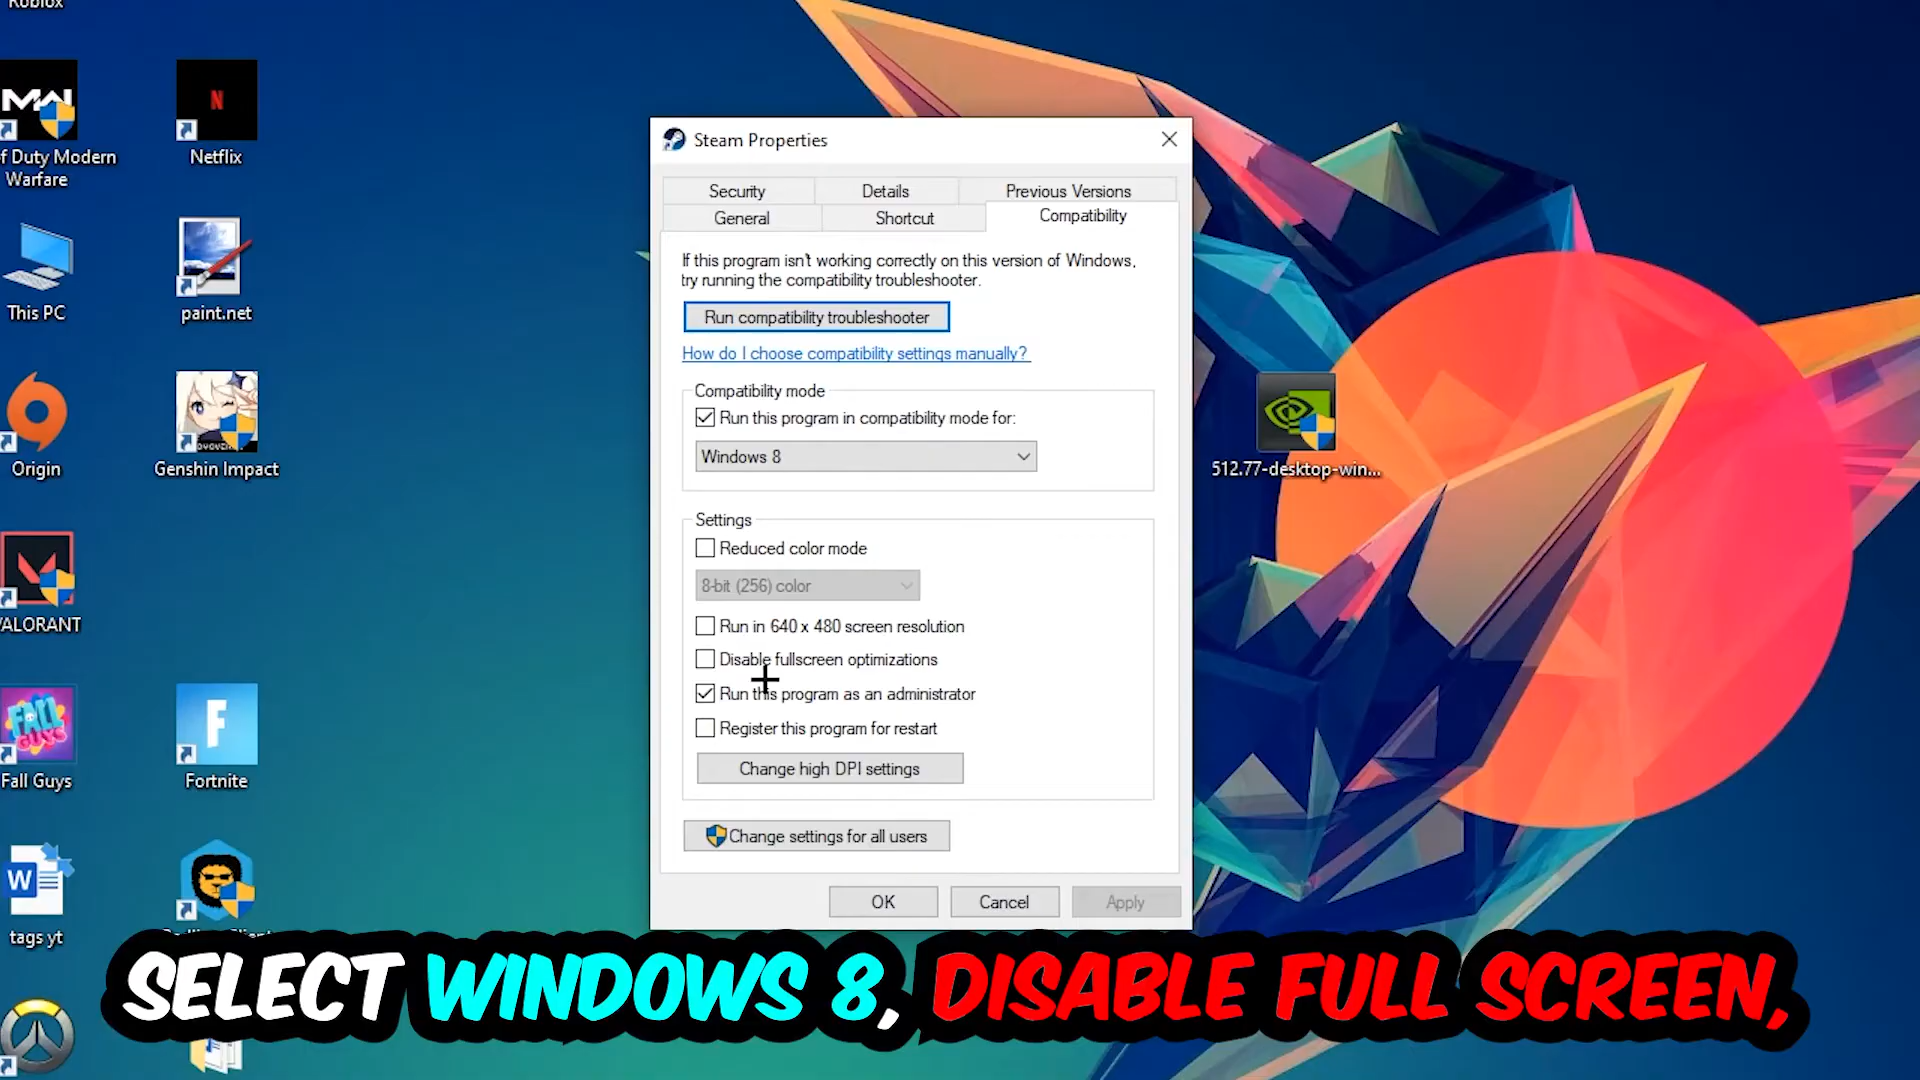 Roblox
MW
f Duty Modern
Warfare
N
Netflix
This PC
paint.net
Origin
Genshin Impact
VALORANT
FALL
GUYS
Fall Guys
F
Fortnite
W
tags yt
Steam Properties
Security
Details
Previous Versions
General
Shortcut
Compatibility
If this program isn't working correctly on this version of Windows,
try running the compatibility troubleshooter.
Run compatibility troubleshooter
How do I choose compatibility settings manually?
Compatibility mode
Run this program in compatibility mode for:
Windows 8
Settings
Reduced color mode
8-bit (256) color
Run in 640 x 480 screen resolution
Disable fullscreen optimizations
Run this program as an administrator
Register this program for restart
Change high DPI settings
Change settings for all users
OK
Cancel
Apply
512.77-desktop-win...
SELECT WINDOWS 8, DISABLE FULL SCREEN,